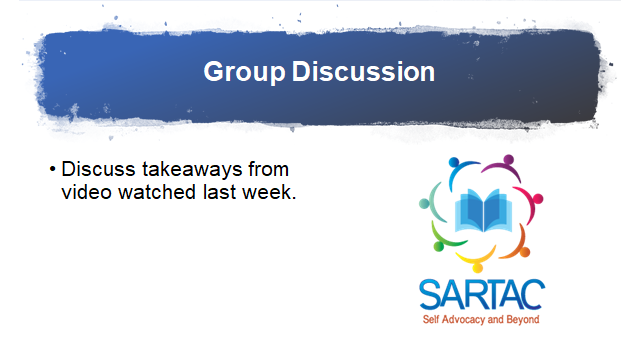 Group Discussion
• Discuss takeaways from
video watched last week.
SARTAC
Self Advocacy and Beyond